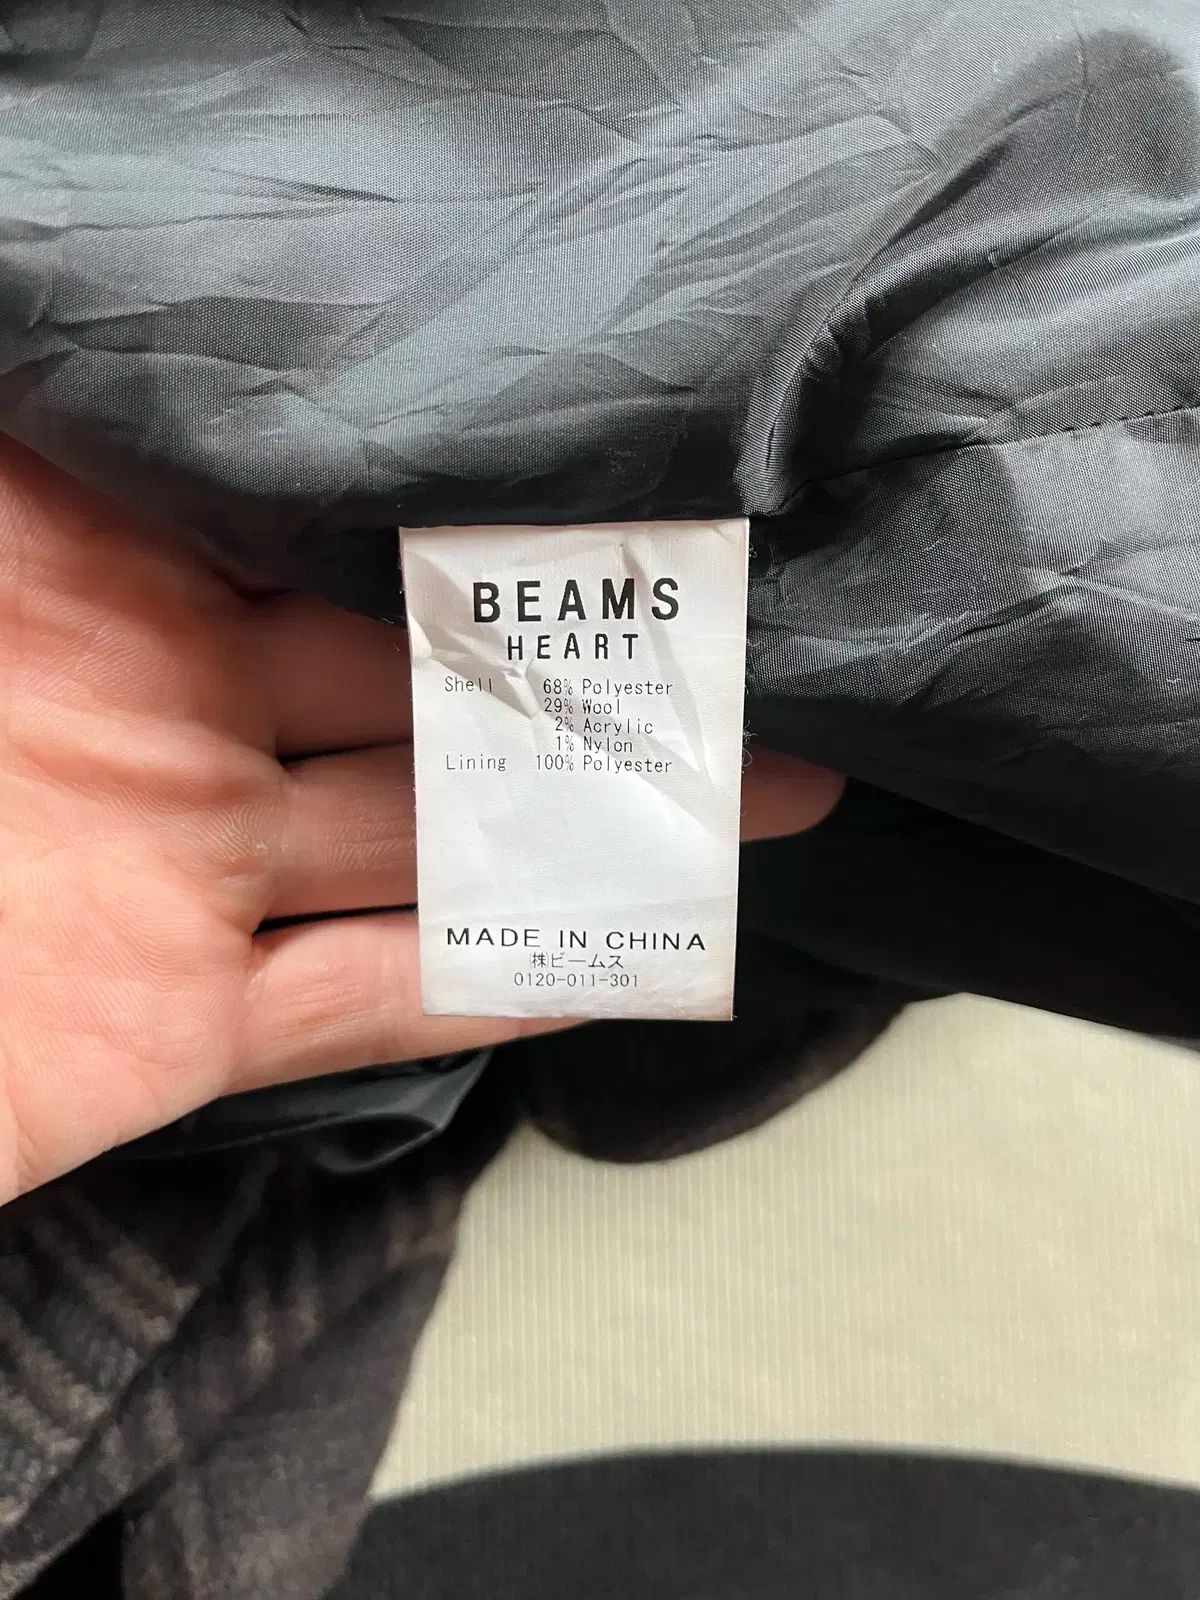 BEAMS
HEART
Shell 68% Polyester
29% Wool
2% Acrylic
1% Nylon
Lining 100% Polyester
MADE IN CHINA
㈱ビームス
0120-011-301